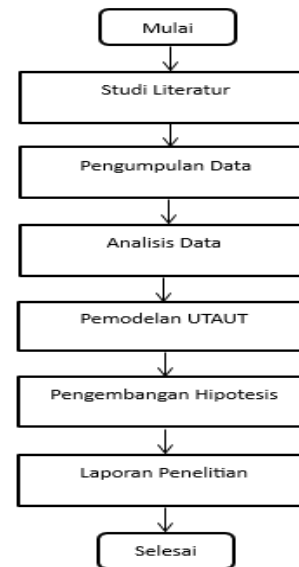 Mulai
Studi Literatur
Pengumpulan Data
Analisis Data
Pemodelan UTAUT
Pengembangan Hipotesis
Laporan Penelitian
Selesai